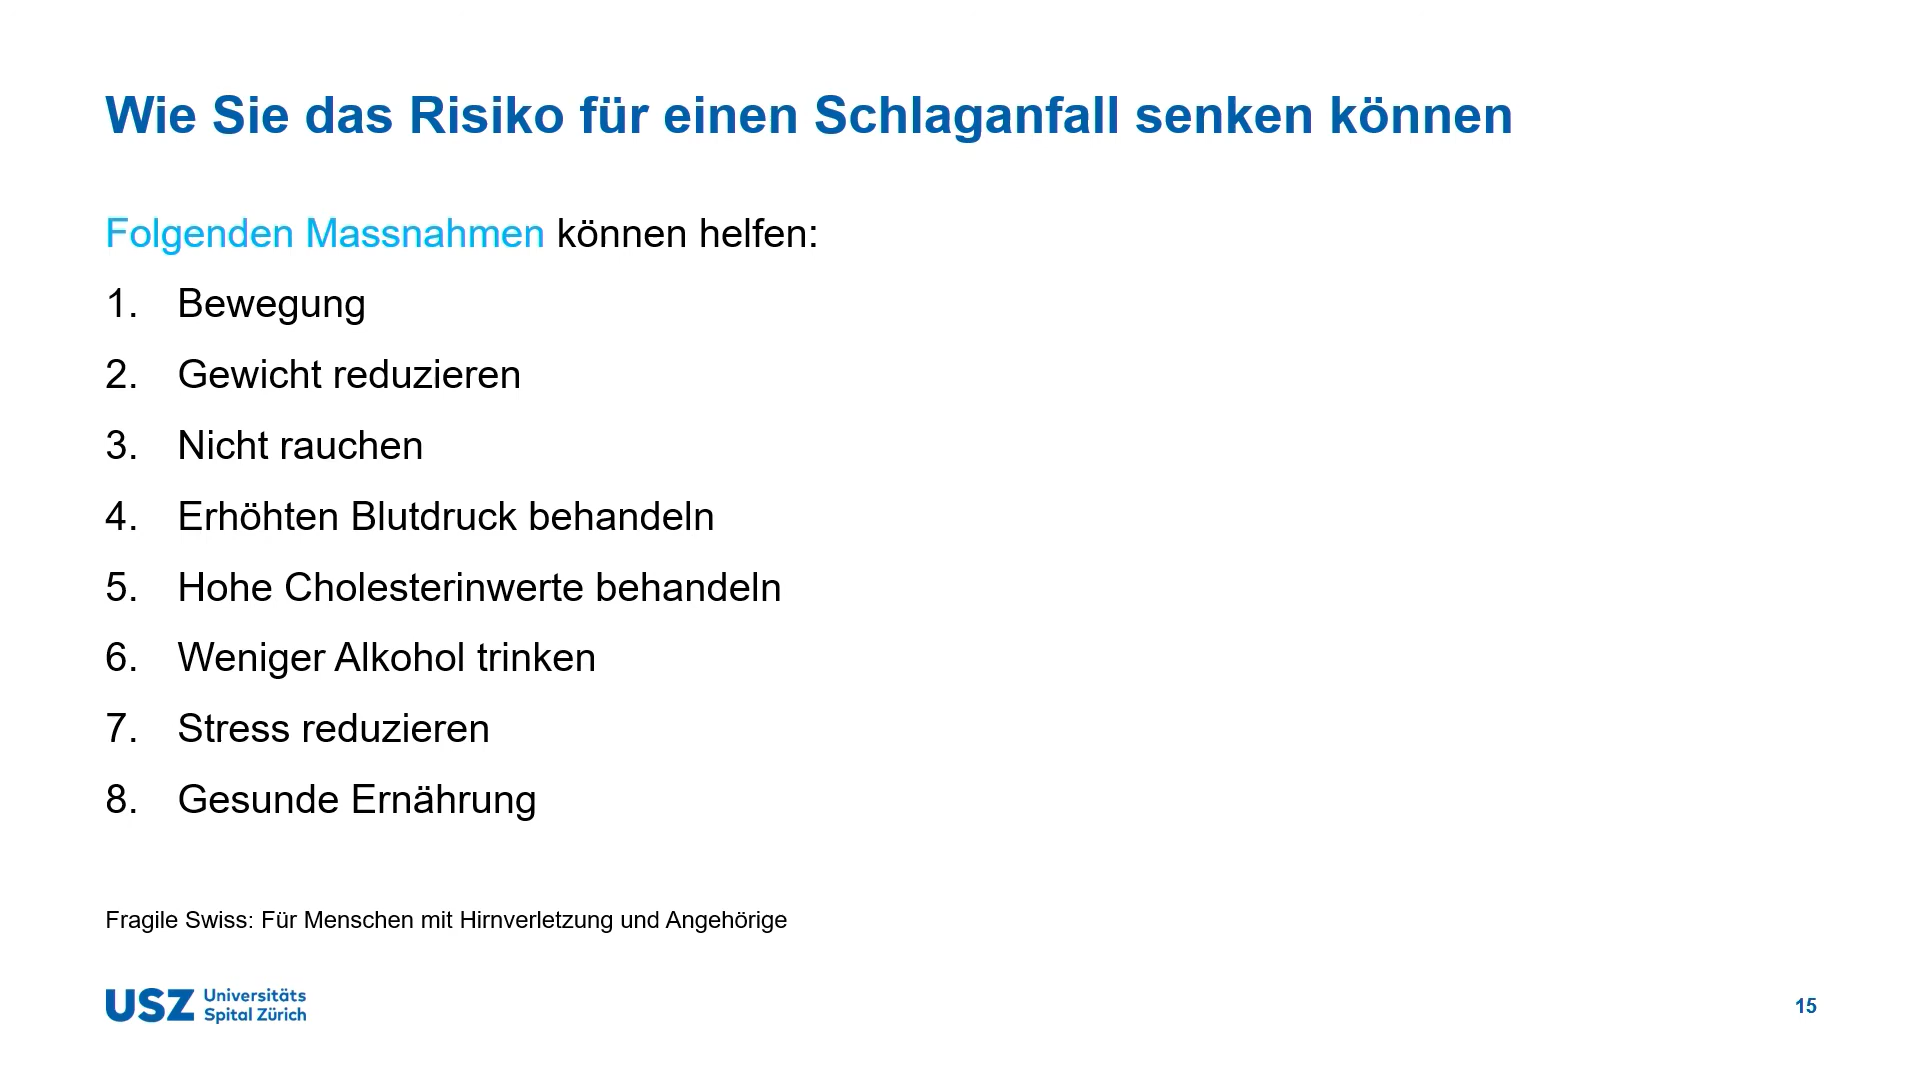 Wie Sie das Risiko für einen Schlaganfall senken können
Folgenden Massnahmen können helfen:
1. Bewegung
2. Gewicht reduzieren
3. Nicht rauchen
4. Erhöhten Blutdruck behandeln
5. Hohe Cholesterinwerte behandeln
6. Weniger Alkohol trinken
7. Stress reduzieren
8. Gesunde Ernährung
Fragile Swiss: Für Menschen mit Hirnverletzung und Angehörige
USZ Universitäts
Spital Zürich
15